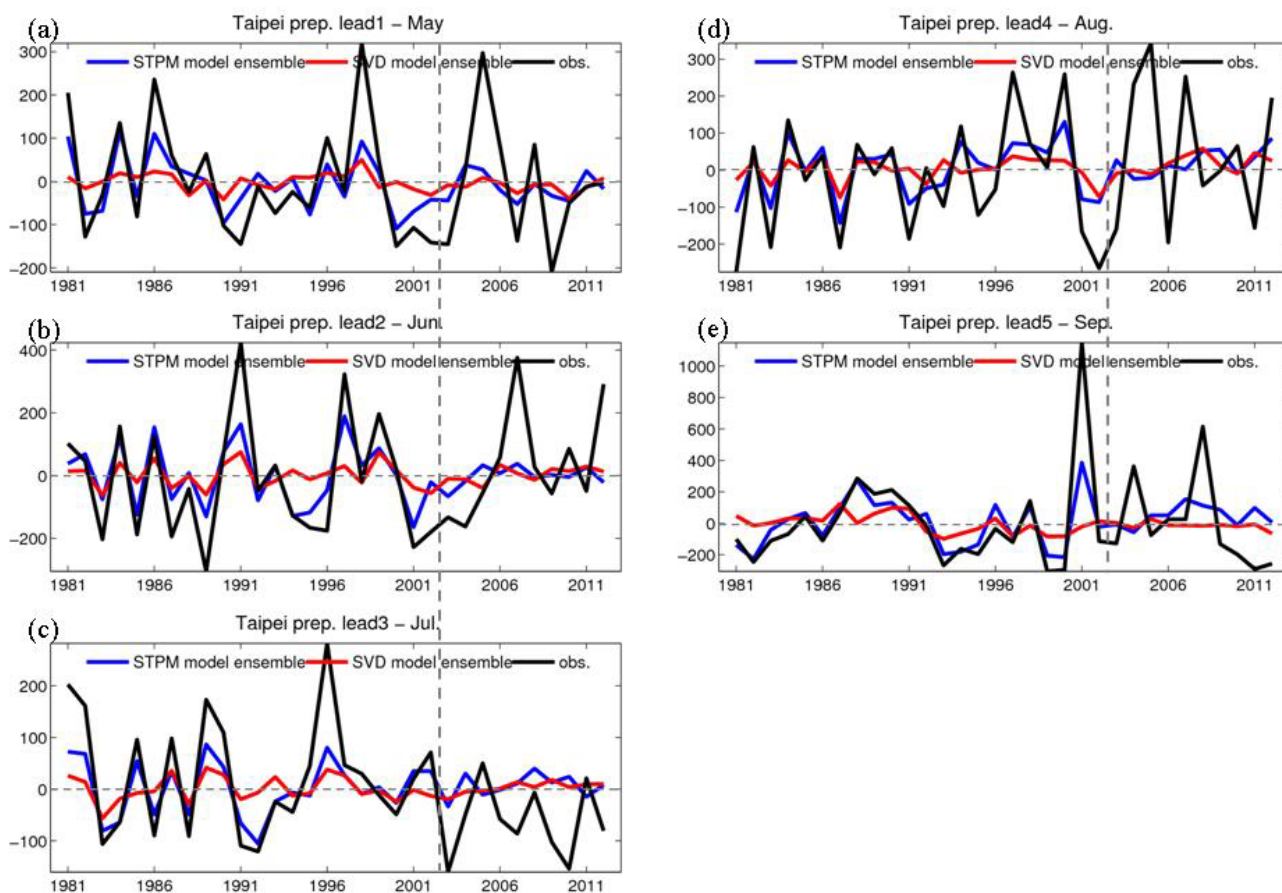 (a)
Taipei prep. lead1 – May
STPM model ensemble SVD model ensemble obs.
300
200
100
0
−100
−200
1981 1986 1991 1996 2001 2006 2011
(b)
Taipei prep. lead2 – Jun.
STPM model ensemble SVD model ensemble obs.
400
200
0
−200
1981 1986 1991 1996 2001 2006 2011
(c)
Taipei prep. lead3 – Jul.
STPM model ensemble SVD model ensemble obs.
200
100
0
−100
1981 1986 1991 1996 2001 2006 2011
(d)
Taipei prep. lead4 – Aug.
STPM model ensemble SVD model ensemble obs.
300
200
100
0
−100
−200
1981 1986 1991 1996 2001 2006 2011
(e)
Taipei prep. lead5 – Sep.
STPM model ensemble SVD model ensemble obs.
1000
800
600
400
200
0
−200
1981 1986 1991 1996 2001 2006 2011